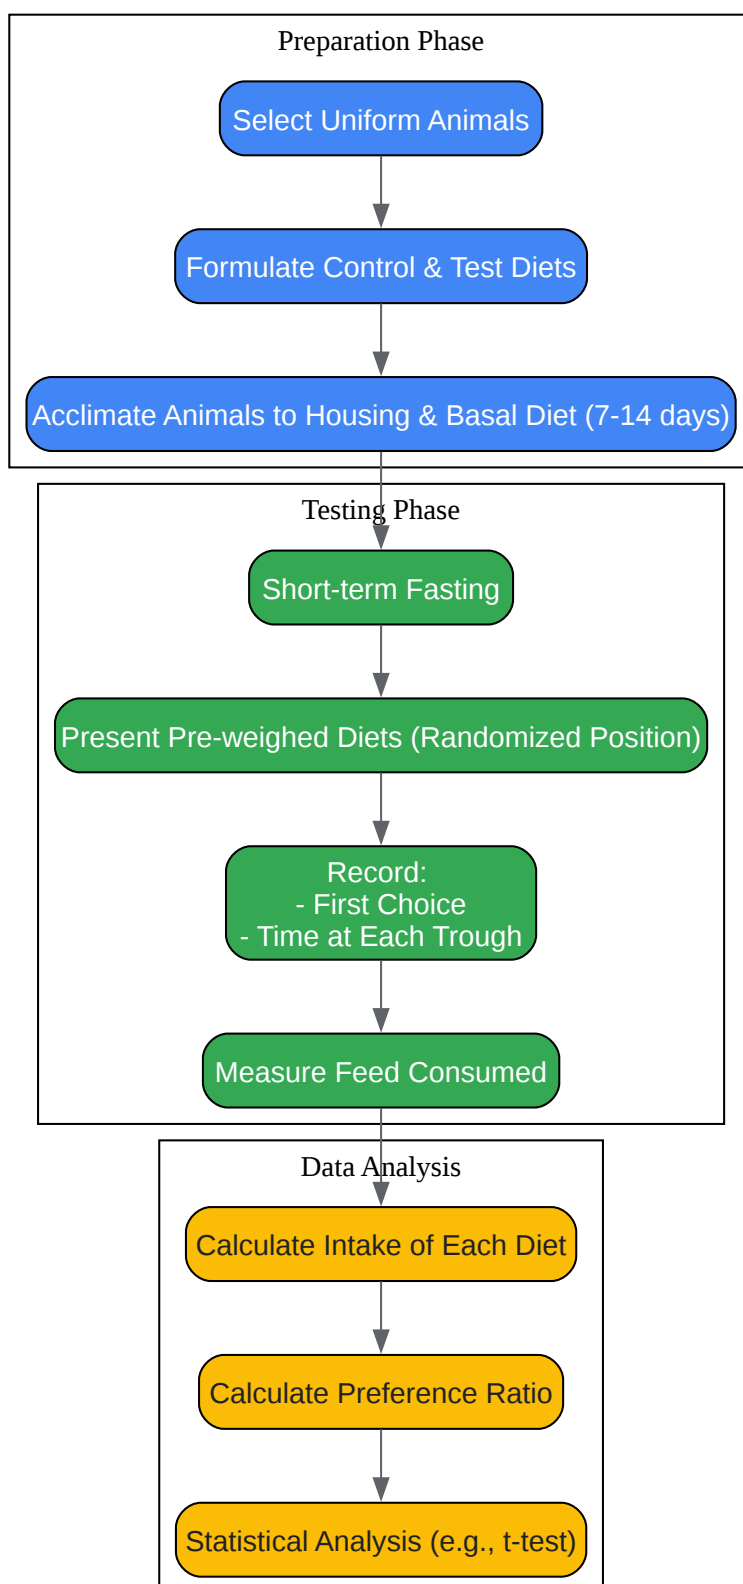 Preparation Phase
Select Uniform Animals
Formulate Control & Test Diets
Acclimate Animals to Housing & Basal Diet (7-14 days)
Testing Phase
Short-term Fasting
Present Pre-weighed Diets (Randomized Position)
Record:
- First Choice
- Time at Each Trough
Measure Feed Consumed
Data Analysis
Calculate Intake of Each Diet
Calculate Preference Ratio
Statistical Analysis (e.g., t-test)